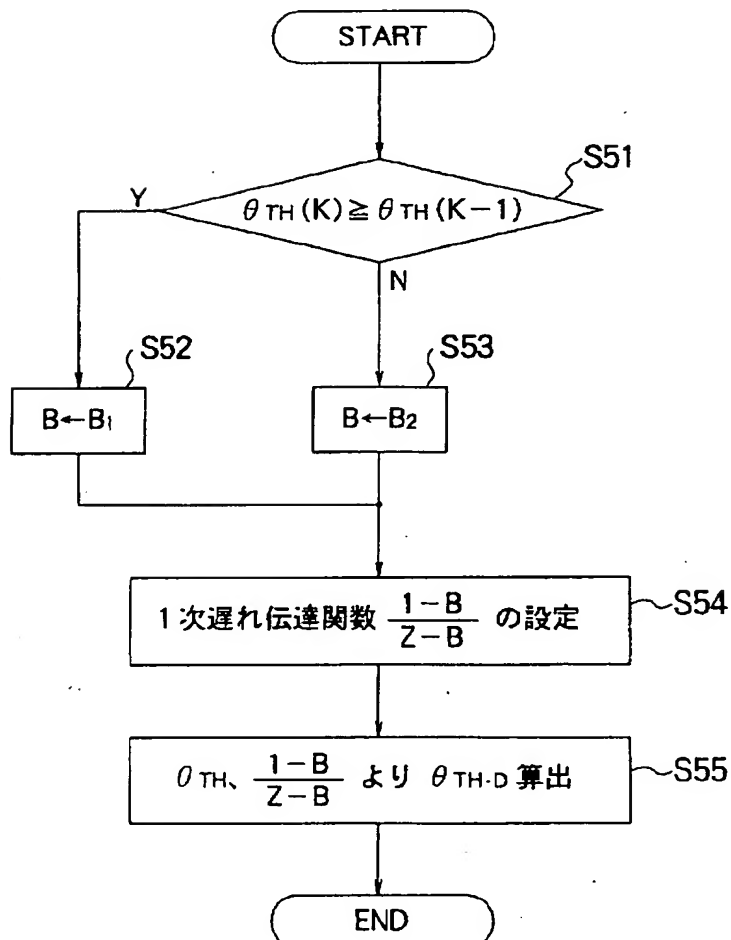 START
S51
Y
θTH(K)≧θTH(K−1)
N
S52
S53
B←B1
B←B2
1次遅れ伝達関数 1−B/Z−B の設定
S54
θTH、1−B/Z−B より θTH-D 算出
S55
END